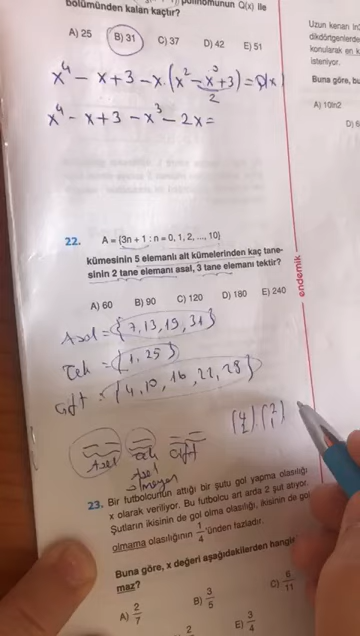 bölümünden kalan kaçtır?
polinomunun Q(x) ile
A) 25 B) 31 C) 37 D) 42 E) 51
x⁴ - x + 3 - x.(x² - x + 3) =
2
x⁴ - x + 3 - x³ - 2x =
Uzun kenarı
dikdörtgenlerde
konularak en k
isteniyor.
Buna göre, bu
A) 10ln2
D) 6
endemik
22. A = {3n + 1 : n = 0, 1, 2, ..., 10}
kümesinin 5 elemanlı alt kümelerinden kaç tane-
sinin 2 tane elemanı asal, 3 tane elemanı tektir?
A) 60 B) 90 C) 120 D) 180 E) 240
Asal = {7, 13, 19, 31}
Tek = {1, 25}
Çift = {4, 10, 16, 22, 28}
Asal Tek Çift
Asal
olmayan
23. Bir futbolcunun attığı bir şutu gol yapma olasılığı
x olarak veriliyor. Bu futbolcu art arda 2 şut atıyor.
Şutların ikisinin de gol olma olasılığı, ikisinin de gol
olmama olasılığının 1/4 'ünden fazladır.
Buna göre, x değeri aşağıdakilerden hangi
maz?
A) 2/7 B) 3/5 C) 6/11
E) 3/4